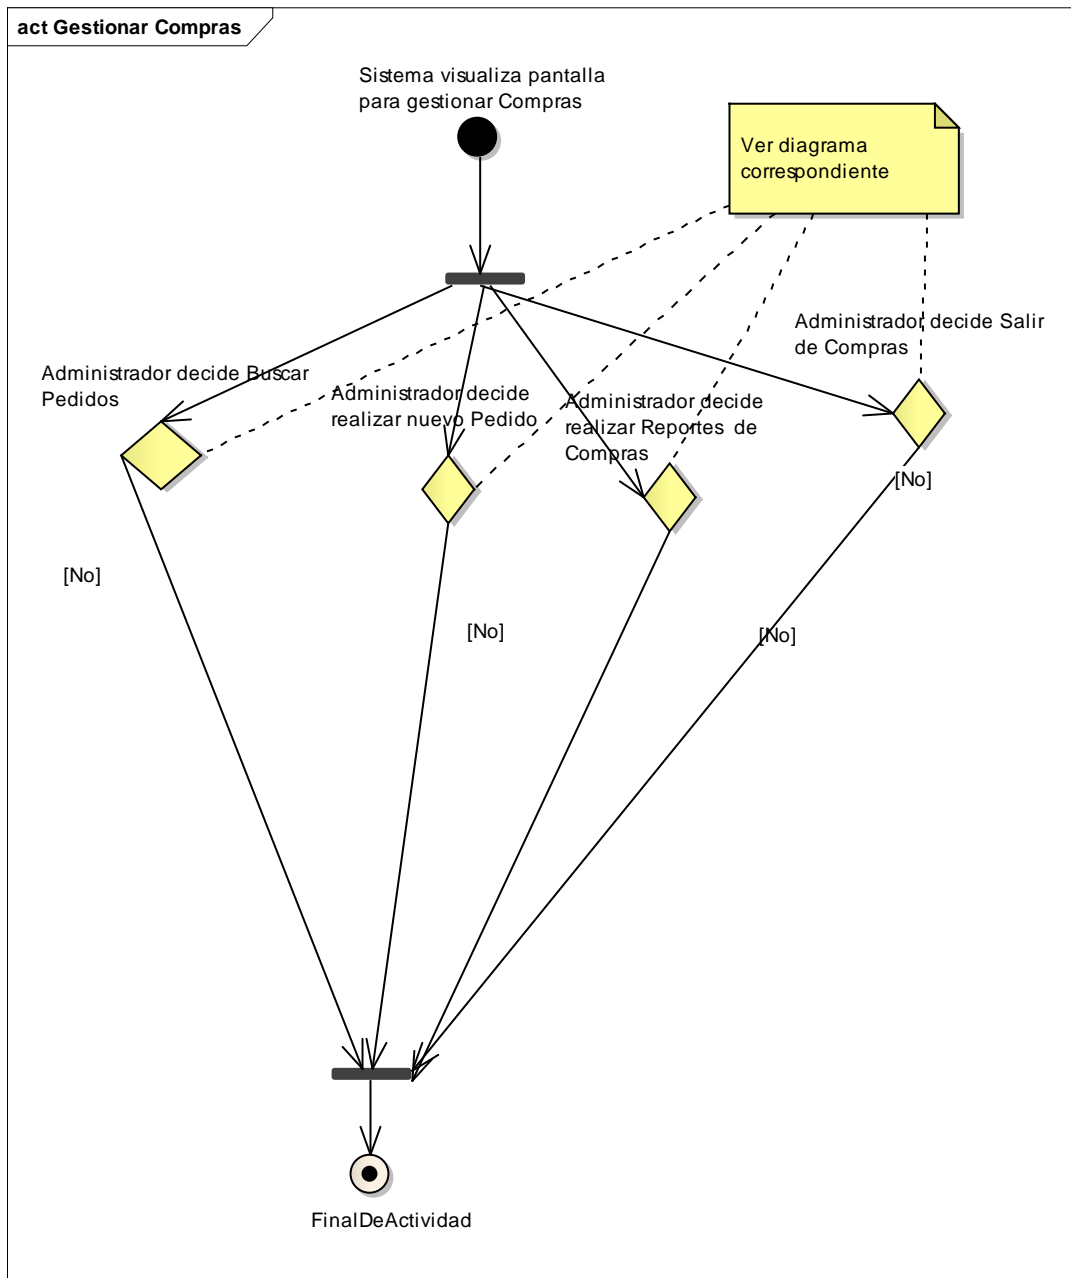 act Gestionar Compras
Sistema visualiza pantalla
para gestionar Compras
Ver diagrama
correspondiente
Administrador decide Salir
de Compras
Administrador decide Buscar
Pedidos
Administrador decide
realizar nuevo Pedido
Administrador decide
realizar Reportes de
Compras
[No]
[No]
[No]
[No]
FinalDeActividad